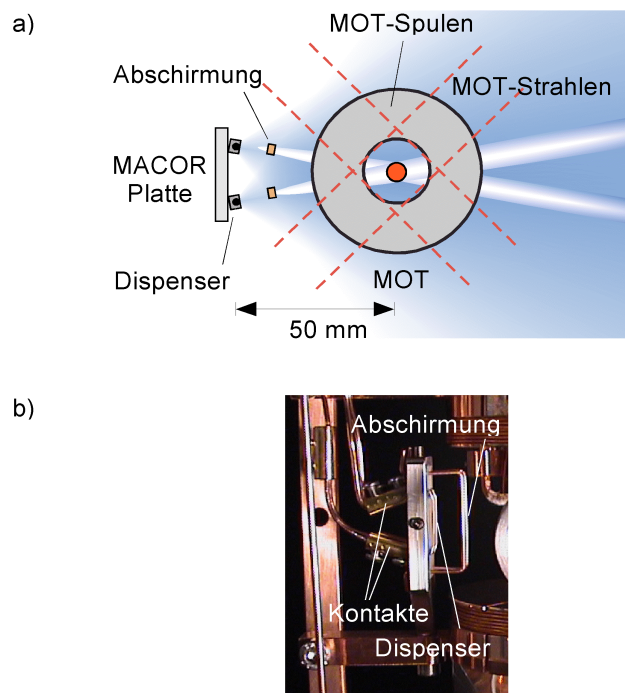 a)
MOT-Spulen
Abschirmung
MOT-Strahlen
MACOR
Platte
Dispenser
MOT
50 mm
b)
Abschirmung
Kontakte
Dispenser